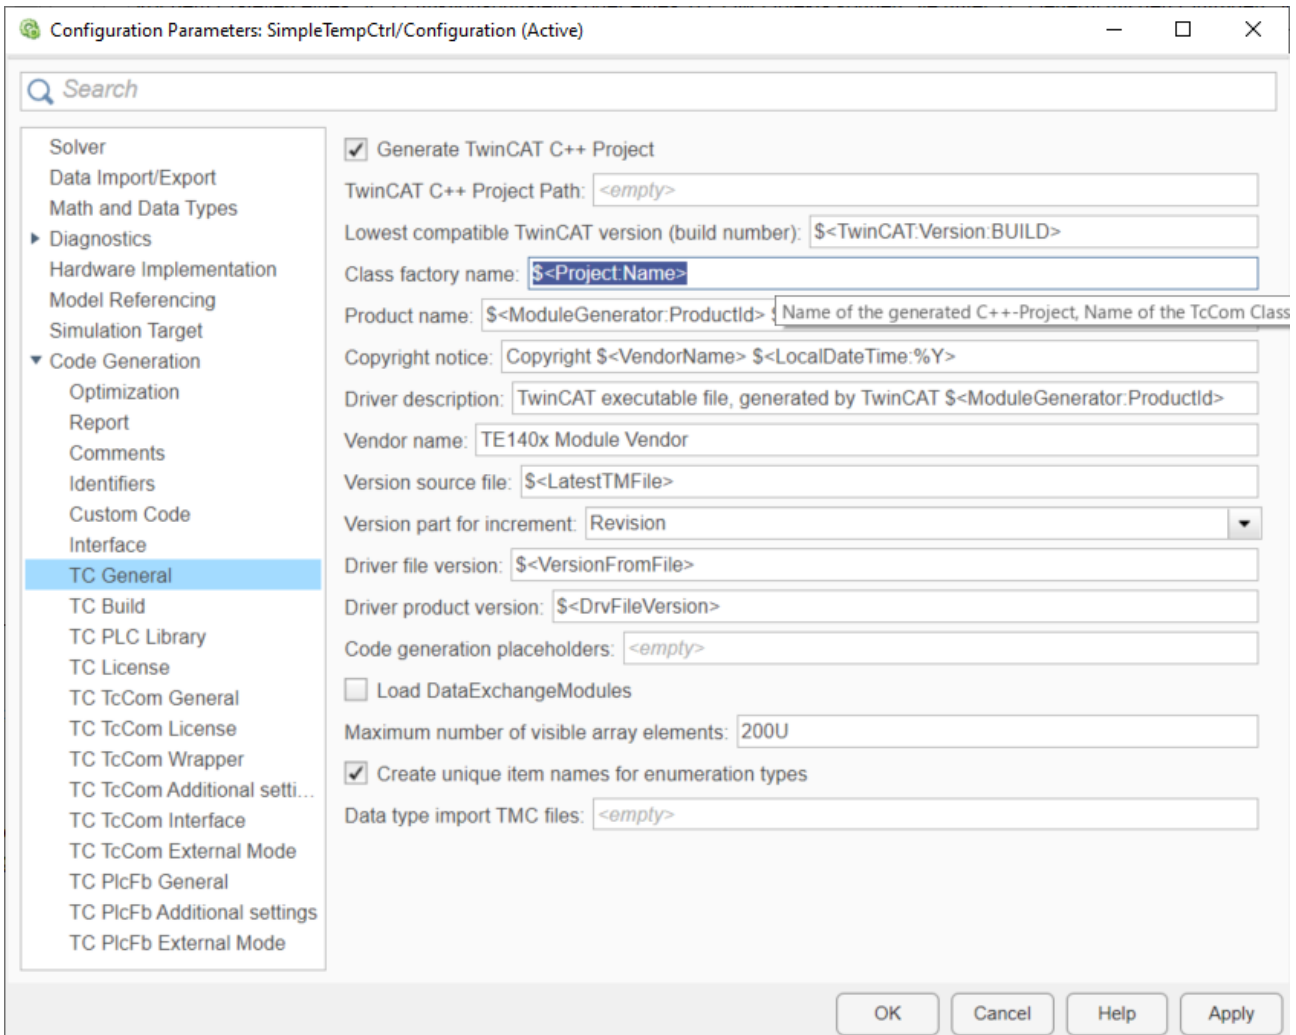 Configuration Parameters: SimpleTempCtrl/Configuration (Active)
Search
Solver
Data Import/Export
Math and Data Types
Diagnostics
Hardware Implementation
Model Referencing
Simulation Target
Code Generation
Optimization
Report
Comments
Identifiers
Custom Code
Interface
TC General
TC Build
TC PLC Library
TC License
TC TcCom General
TC TcCom License
TC TcCom Wrapper
TC TcCom Additional setti...
TC TcCom Interface
TC TcCom External Mode
TC PlcFb General
TC PlcFb Additional settings
TC PlcFb External Mode
Generate TwinCAT C++ Project
TwinCAT C++ Project Path: <empty>
Lowest compatible TwinCAT version (build number): $<TwinCAT:Version:BUILD>
Class factory name: $<Project:Name>
Product name: $<ModuleGenerator:ProductId>
Name of the generated C++-Project, Name of the TcCom Class
Copyright notice: Copyright $<VendorName> $<LocalDateTime:%Y>
Driver description: TwinCAT executable file, generated by TwinCAT $<ModuleGenerator:ProductId>
Vendor name: TE140x Module Vendor
Version source file: $<LatestTMFile>
Version part for increment: Revision
Driver file version: $<VersionFromFile>
Driver product version: $<DrvFileVersion>
Code generation placeholders: <empty>
Load DataExchangeModules
Maximum number of visible array elements: 200U
Create unique item names for enumeration types
Data type import TMC files: <empty>
OK Cancel Help Apply